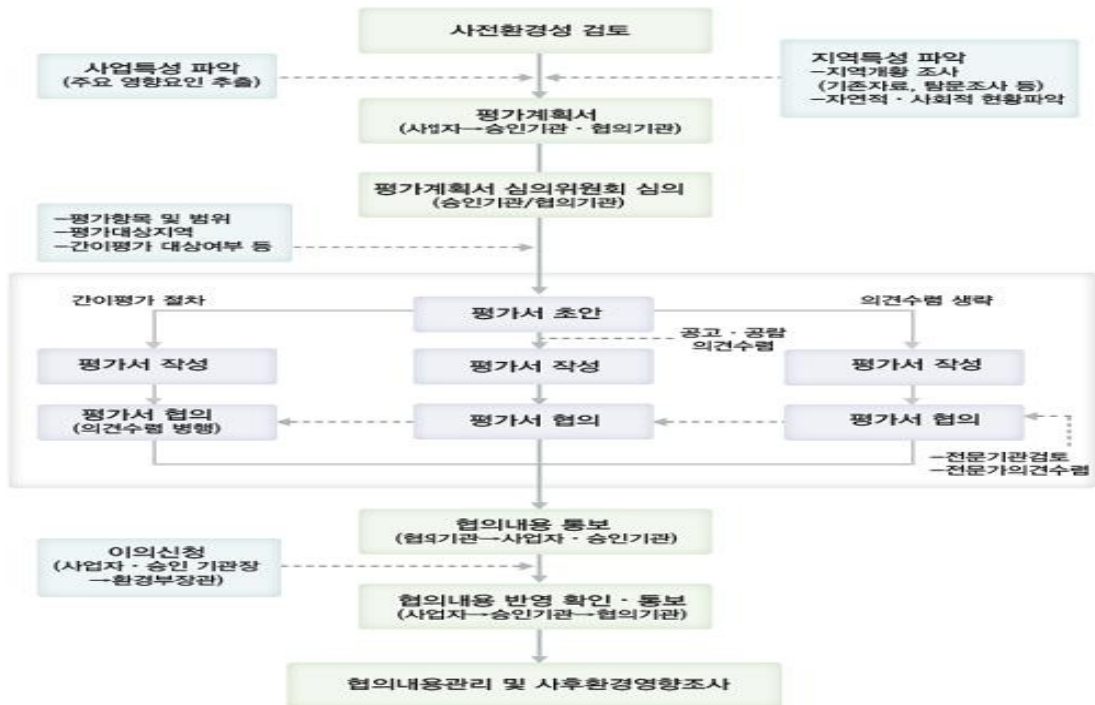 사전환경성 검토
사업특성 파악
(주요 영향요인 추출)
지역특성 파악
–지역개황 조사
(기존자료, 탐문조사 등)
–자연적 · 사회적 현황파악
평가계획서
(사업자→승인기관 · 협의기관)
평가계획서 심의위원회 심의
(승인기관/협의기관)
–평가항목 및 범위
–평가대상지역
–간이평가 대상여부 등
간이평가 절차
평가서 초안
의견수렴 생략
공고 · 공람
의견수렴
평가서 작성
평가서 작성
평가서 작성
평가서 협의
(의견수렴 병행)
평가서 협의
평가서 협의
–전문기관검토
–전문가의견수렴
협의내용 통보
(협의기관→사업자 · 승인기관)
이의신청
(사업자 · 승인 기관장
→환경부장관)
협의내용 반영 확인 · 통보
(사업자→승인기관→협의기관)
협의내용관리 및 사후환경영향조사